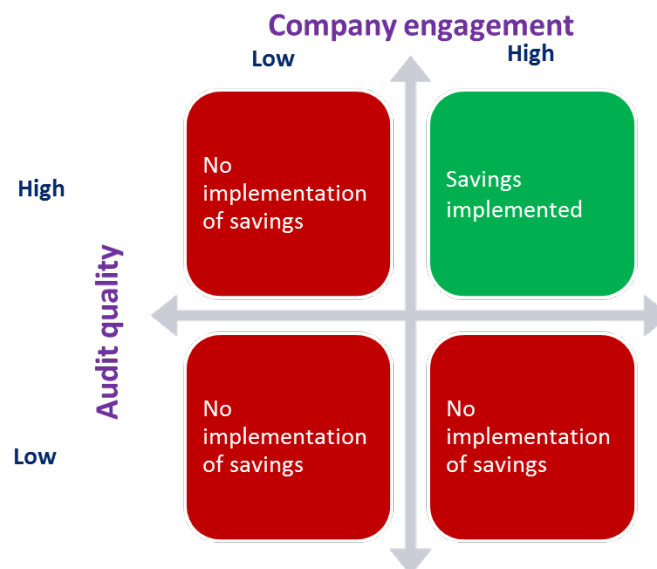 Company engagement
Low
High
High
Audit quality
Low
No
implementation
of savings
Savings
implemented
No
implementation
of savings
No
implementation
of savings